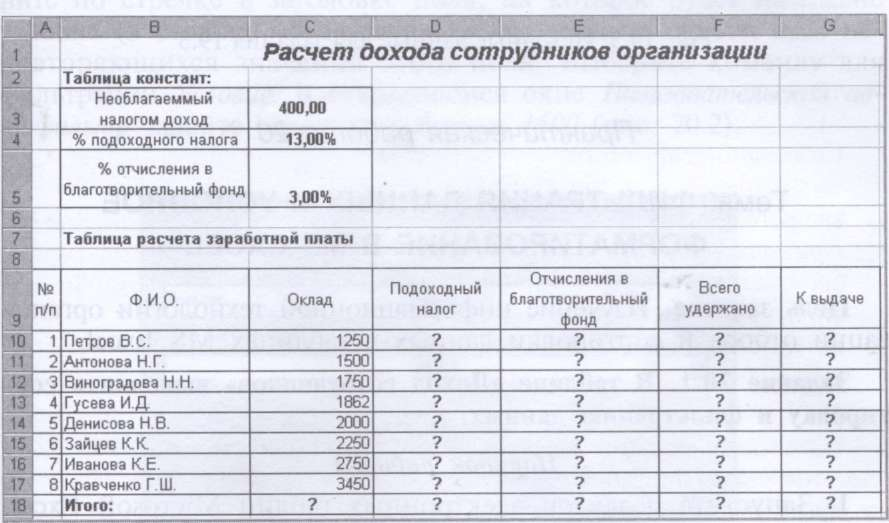 A B C D E F G
1 Расчет дохода сотрудников организации
2 Таблица констант:
Необлагаеммый
3 налогом доход 400,00
4 % подоходного налога 13,00%
% отчисления в
5 благотворительный фонд 3,00%
6
7 Таблица расчета заработной платы
8
№ п/п Ф.И.О. Оклад Подоходный налог Отчисления в благотворительный фонд Всего удержано К выдаче
9
10 1 Петров В.С. 1250 ? ? ? ?
11 2 Антонова Н.Г. 1500 ? ? ? ?
12 3 Виноградова Н.Н. 1750 ? ? ? ?
13 4 Гусева И.Д. 1862 ? ? ? ?
14 5 Денисова Н.В. 2000 ? ? ? ?
15 6 Зайцев К.К. 2250 ? ? ? ?
16 7 Иванова К.Е. 2750 ? ? ? ?
17 8 Кравченко Г.Ш. 3450 ? ? ? ?
18 Итого: ? ? ? ? ?